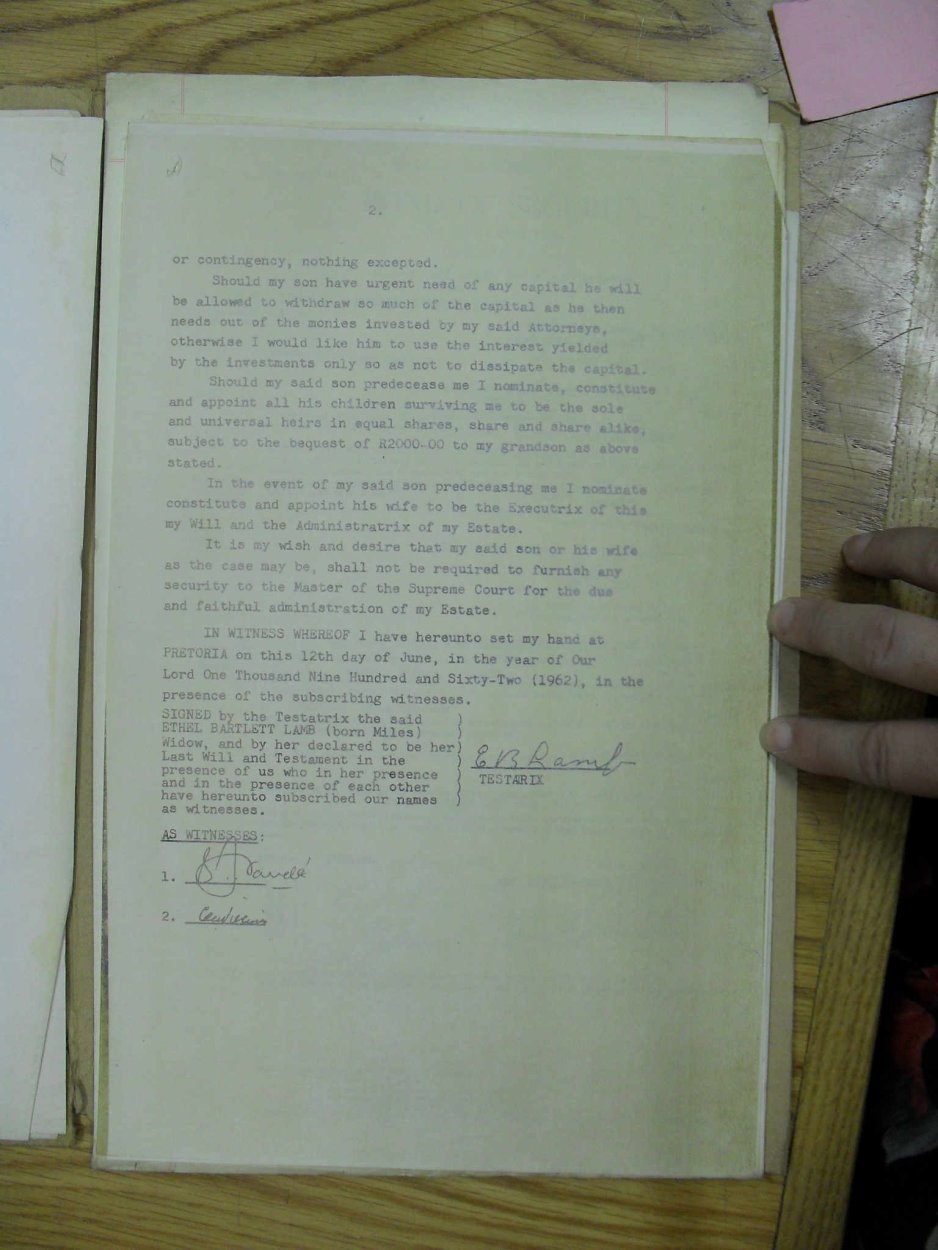 2.
or contingency, nothing excepted.
Should my son have urgent need of any capital he will
be allowed to withdraw so much of the capital as he then
needs out of the monies invested by my said Attorneys,
otherwise I would like him to use the interest yielded
by the investments only so as not to dissipate the capital.
Should my said son predecease me I nominate, constitute
and appoint all his children surviving me to be the sole
and universal heirs in equal shares, share and share alike,
subject to the bequest of R2000-00 to my grandson as above
stated.
In the event of my said son predeceasing me I nominate
constitute and appoint his wife to be the Executrix of this
my Will and the Administratrix of my Estate.
It is my wish and desire that my said son or his wife
as the case may be, shall not be required to furnish any
security to the Master of the Supreme Court for the due
and faithful administration of my Estate.
IN WITNESS WHEREOF I have hereunto set my hand at
PRETORIA on this 12th day of June, in the year of Our
Lord One Thousand Nine Hundred and Sixty-Two (1962), in the
presence of the subscribing witnesses.
SIGNED by the Testatrix the said )
ETHEL BARTLETT LAMB (born Miles) )
Widow, and by her declared to be her)
Last Will and Testament in the )
presence of us who in her presence )
and in the presence of each other )
have hereunto subscribed our names )
as witnesses.
E B Lamb
TESTATRIX
AS WITNESSES:
1.
2.